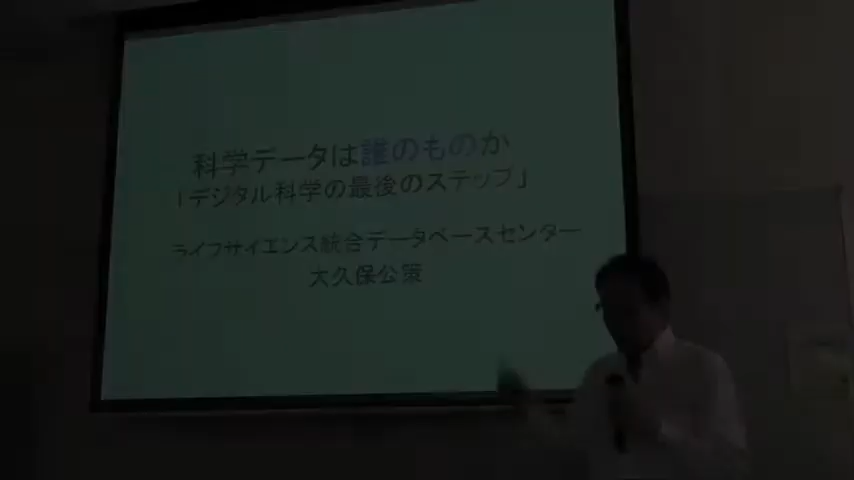 科学データは誰のものか
「デジタル科学の最後のステップ」
ライフサイエンス統合データベースセンター
大久保公策